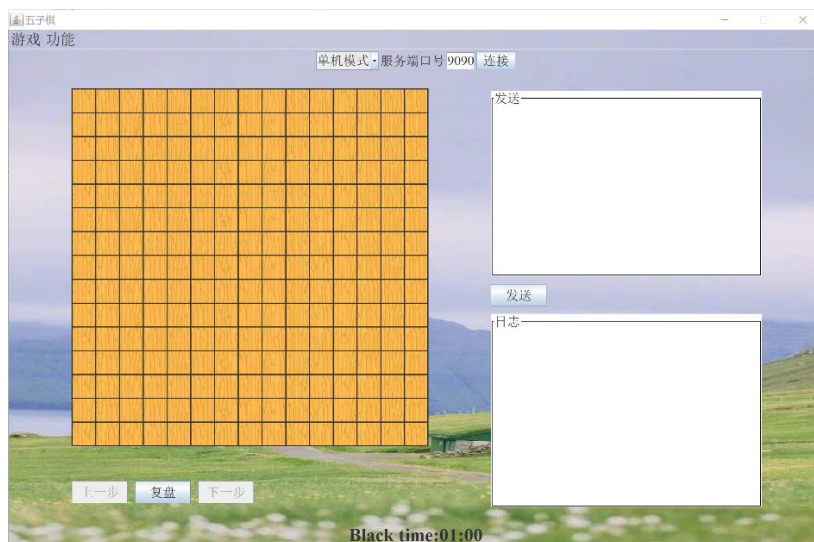 五子棋
游戏 功能
单机模式 服务端口号 9090 连接
发送
发送
日志
上一步 复盘 下一步
Black time:01:00